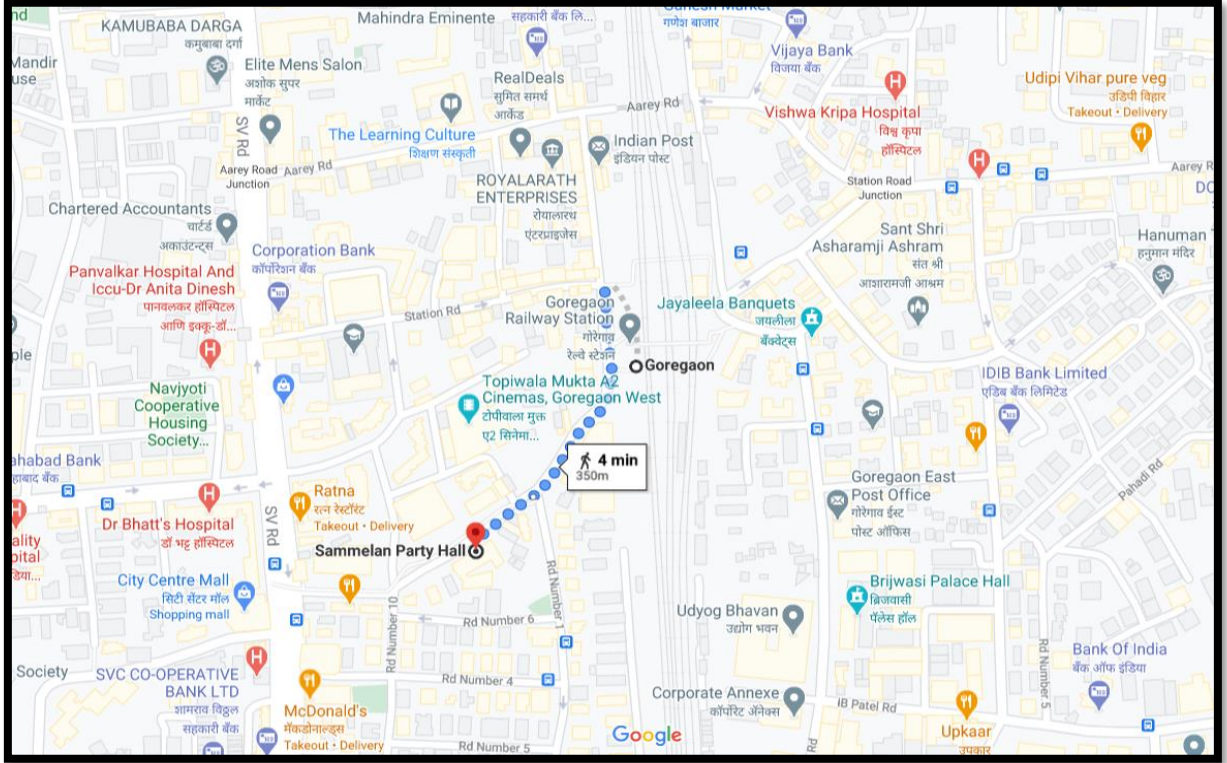 nd
KAMUBABA DARGA
कमुबाबा दर्गा
Mahindra Eminente
सहकारी बँक लि...
गणेश बाजार
Mandir
use
Elite Mens Salon
अशोक सुपर
मार्केट
RealDeals
सुमित समर्थ
आर्केड
Vijaya Bank
विजया बँक
Udipi Vihar pure veg
उडिपी विहार
Takeout • Delivery
SV Rd
The Learning Culture
शिक्षण संस्कृती
Aarey Rd
Indian Post
इंडियन पोस्ट
Vishwa Kripa Hospital
विश्व कृपा
हॉस्पिटल
Aarey Road
Junction
Aarey Rd
ROYALARATH
ENTERPRISES
रोयालारथ
एंटरप्राइजेस
Station Road
Junction
Aarey R
DC
Chartered Accountants
चार्टर्ड
अकाउंटन्ट्स
Sant Shri
Asharamji Ashram
संत श्री
आशारामजी आश्रम
Hanuman
हनुमान मंदिर
Corporation Bank
कॉर्पोरेशन बँक
Panvalkar Hospital And
Iccu-Dr Anita Dinesh
पानवलकर हॉस्पिटल
आणि इक्कू-डॉ...
Station Rd
Goregaon
Railway Station
गोरेगाव
रेल्वे स्टेशन
Jayaleela Banquets
जयलीला
बँक्वेट्स
ple
Goregaon
Navjyoti
Cooperative
Housing
Society...
Topiwala Mukta A2
Cinemas, Goregaon West
टोपीवाला मुक्त
ए2 सिनेमा...
IDIB Bank Limited
एडिब बँक लिमिटेड
ahabad Bank
हाबाद बँक
4 min
350m
Pahadi Rd
Goregaon East
Post Office
गोरेगाव ईस्ट
पोस्ट ऑफिस
Ratna
रत्न रेस्टॉरंट
Takeout • Delivery
ality
pital
डिया...
Dr Bhatt's Hospital
डॉ भट्ट हॉस्पिटल
SV Rd
Sammelan Party Hall
City Centre Mall
सिटी सेंटर मॉल
Shopping mall
Rd Number 10
Rd Number 6
Rd Number 1
Udyog Bhavan
उद्योग भवन
Brijwasi Palace Hall
ब्रिजवासी
पॅलेस हॉल
Society
SVC CO-OPERATIVE
BANK LTD
शामराव विठ्ठल
सहकारी बँक
Rd Number 4
Rd Number 5
Bank Of India
बँक ऑफ इंडिया
McDonald's
मॅकडोनाल्ड्स
Takeout • Delivery
Corporate Annexe
कॉर्पोरेट ॲनेक्स
IB Patel Rd
Upkaar
उपकार
Rd Number 5
Google
Rd